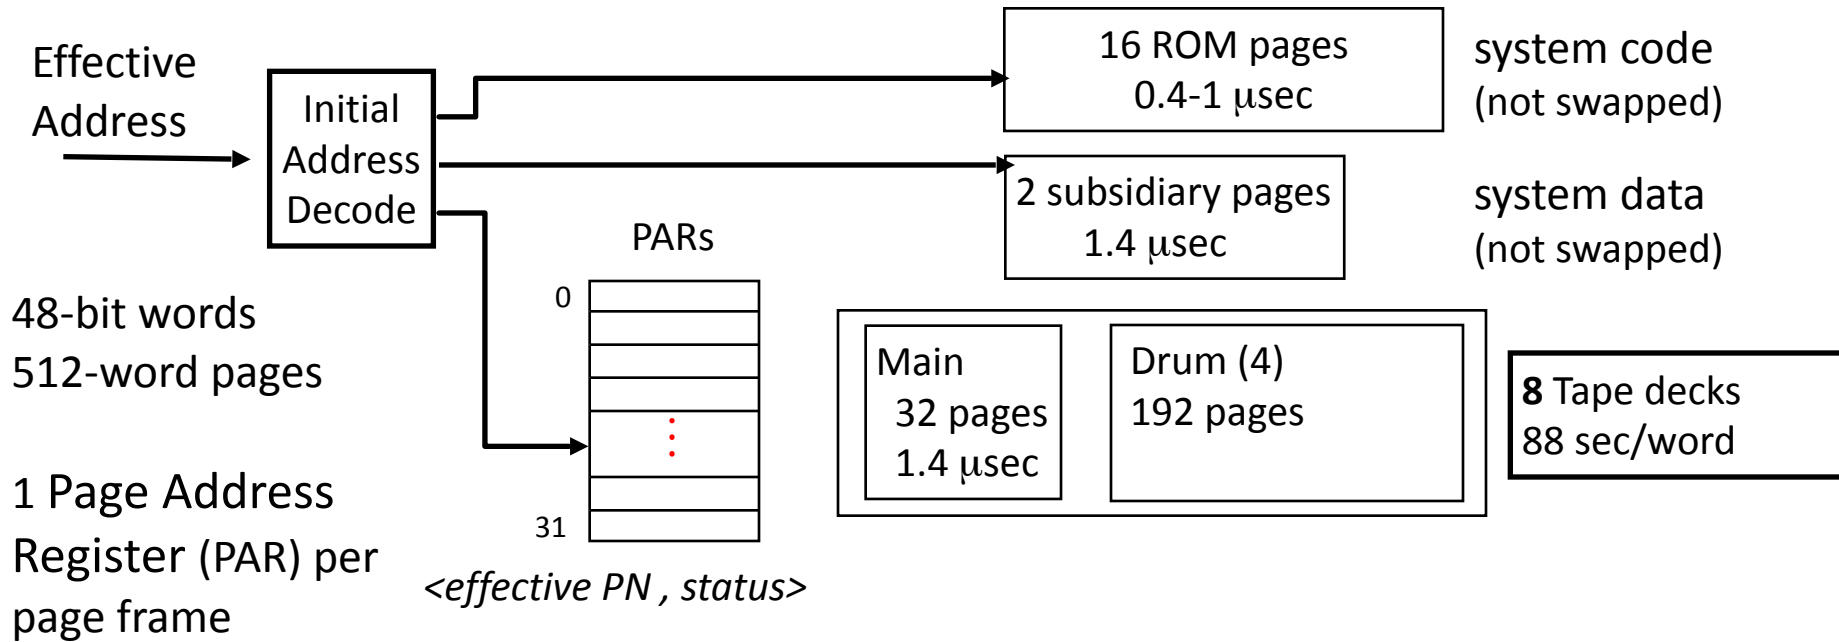 Effective
Address
Initial
Address
Decode
16 ROM pages
0.4-1 μsec
system code
(not swapped)
2 subsidiary pages
1.4 μsec
system data
(not swapped)
PARs
0
31
<effective PN , status>
48-bit words
512-word pages
1 Page Address
Register (PAR) per
page frame
Main
32 pages
1.4 μsec
Drum (4)
192 pages
8 Tape decks
88 sec/word